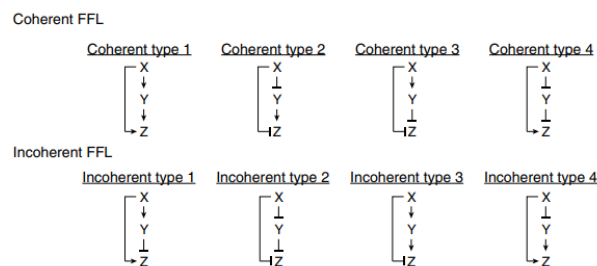 Coherent FFL
Coherent type 1 Coherent type 2 Coherent type 3 Coherent type 4
X X X X
Y Y Y Y
Z Z Z Z
Incoherent FFL
Incoherent type 1 Incoherent type 2 Incoherent type 3 Incoherent type 4
X X X X
Y Y Y Y
Z Z Z Z